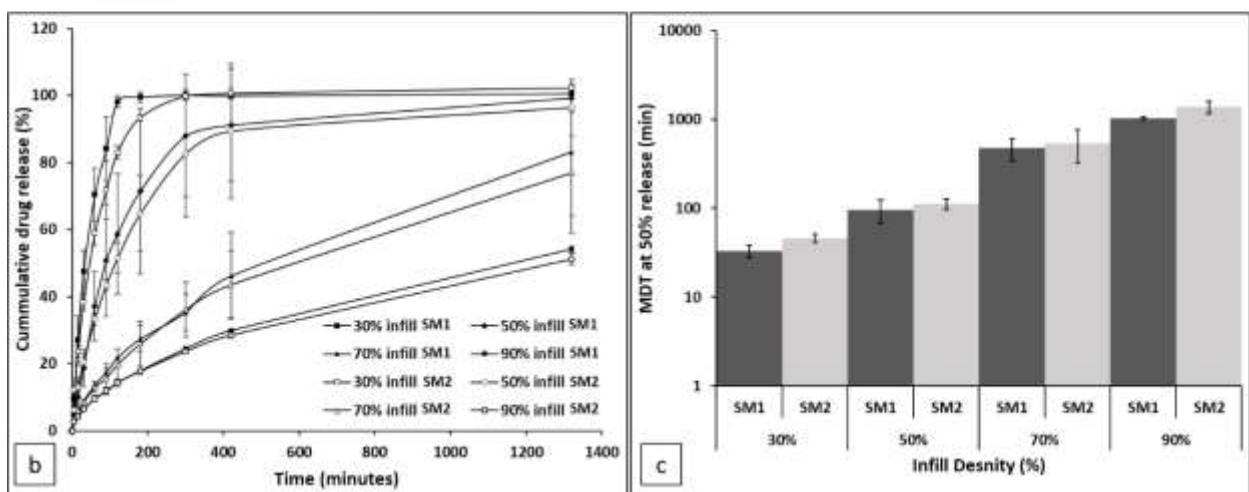 120
100
80
60
40
20
0
Cummulative drug release (%)
0 200 400 600 800 1000 1200 1400
Time (minutes)
30% infill SM1 50% infill SM1
70% infill SM1 90% infill SM1
30% infill SM2 50% infill SM2
70% infill SM2 90% infill SM2
b
10000
1000
100
10
1
MDT at 50% release (min)
SM1 SM2 SM1 SM2 SM1 SM2 SM1 SM2
30% 50% 70% 90%
Infill Desnity (%)
c